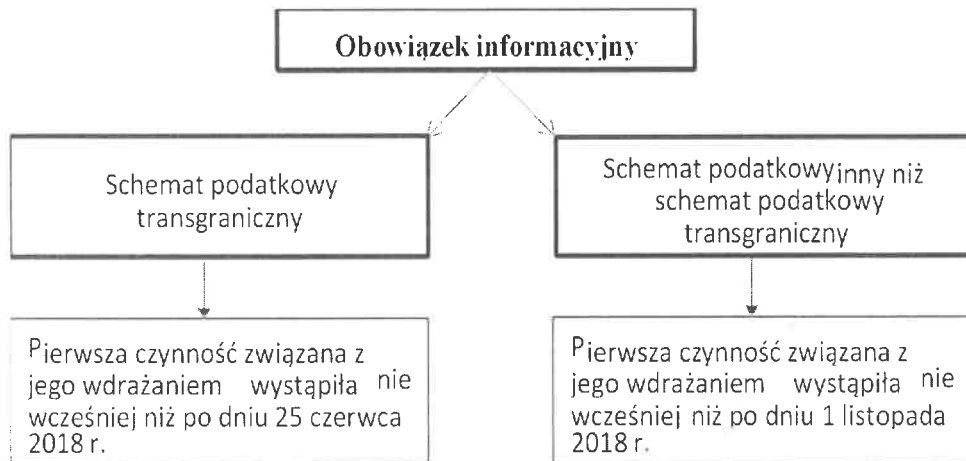 Obowiązek informacyjny
Schemat podatkowy
transgraniczny
Schemat podatkowy inny niż
schemat podatkowy
transgraniczny
Pierwsza czynność związana z
jego wdrażaniem wystąpiła nie
wcześniej niż po dniu 25 czerwca
2018 r.
Pierwsza czynność związana z
jego wdrażaniem wystąpiła nie
wcześniej niż po dniu 1 listopada
2018 r.